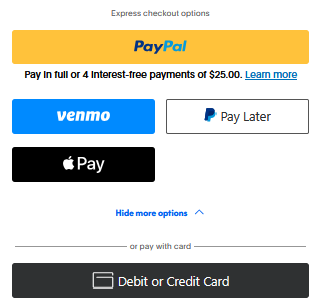 Express checkout options
PayPal
Pay in full or 4 interest-free payments of $25.00. Learn more
venmo
Pay Later
Pay
Hide more options
or pay with card
Debit or Credit Card